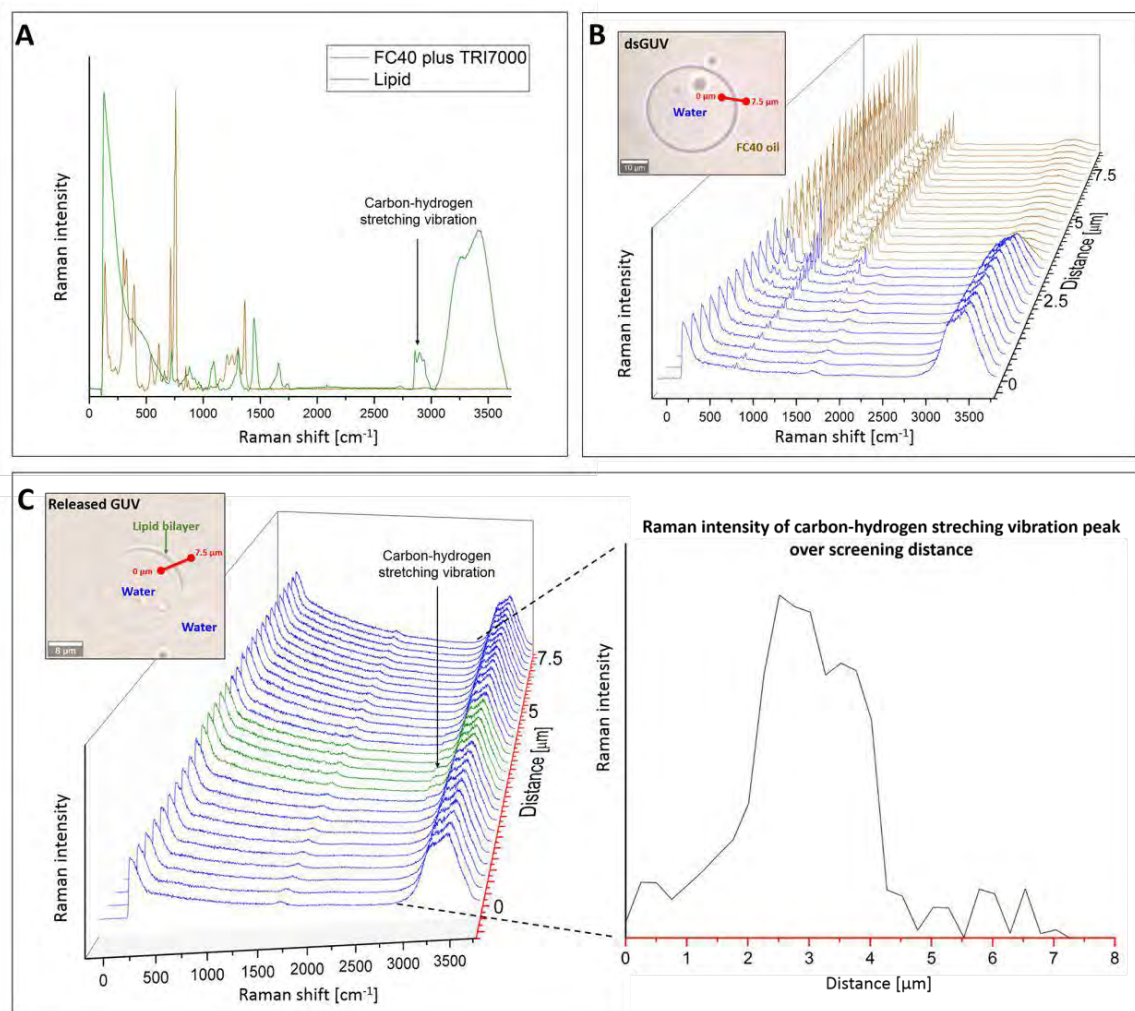 A
FC40 plus TRI7000
Lipid
Carbon-hydrogen
stretching vibration
Raman intensity
0 500 1000 1500 2000 2500 3000 3500
Raman shift [cm⁻¹]
B
dsGUV
0 µm
7.5 µm
Water
FC40 oil
10 µm
Raman intensity
0 500 1000 1500 2000 2500 3000 3500
Raman shift [cm⁻¹]
0
2.5
5
7.5
Distance [µm]
C
Released GUV
Lipid bilayer
7.5 µm
0 µm
Water
Water
8 µm
Carbon-hydrogen
stretching vibration
Raman intensity
0 500 1000 1500 2000 2500 3000 3500
Raman shift [cm⁻¹]
0
5
7.5
Distance [µm]
Raman intensity of carbon-hydrogen streching vibration peak
over screening distance
Raman intensity
0 1 2 3 4 5 6 7 8
Distance [µm]